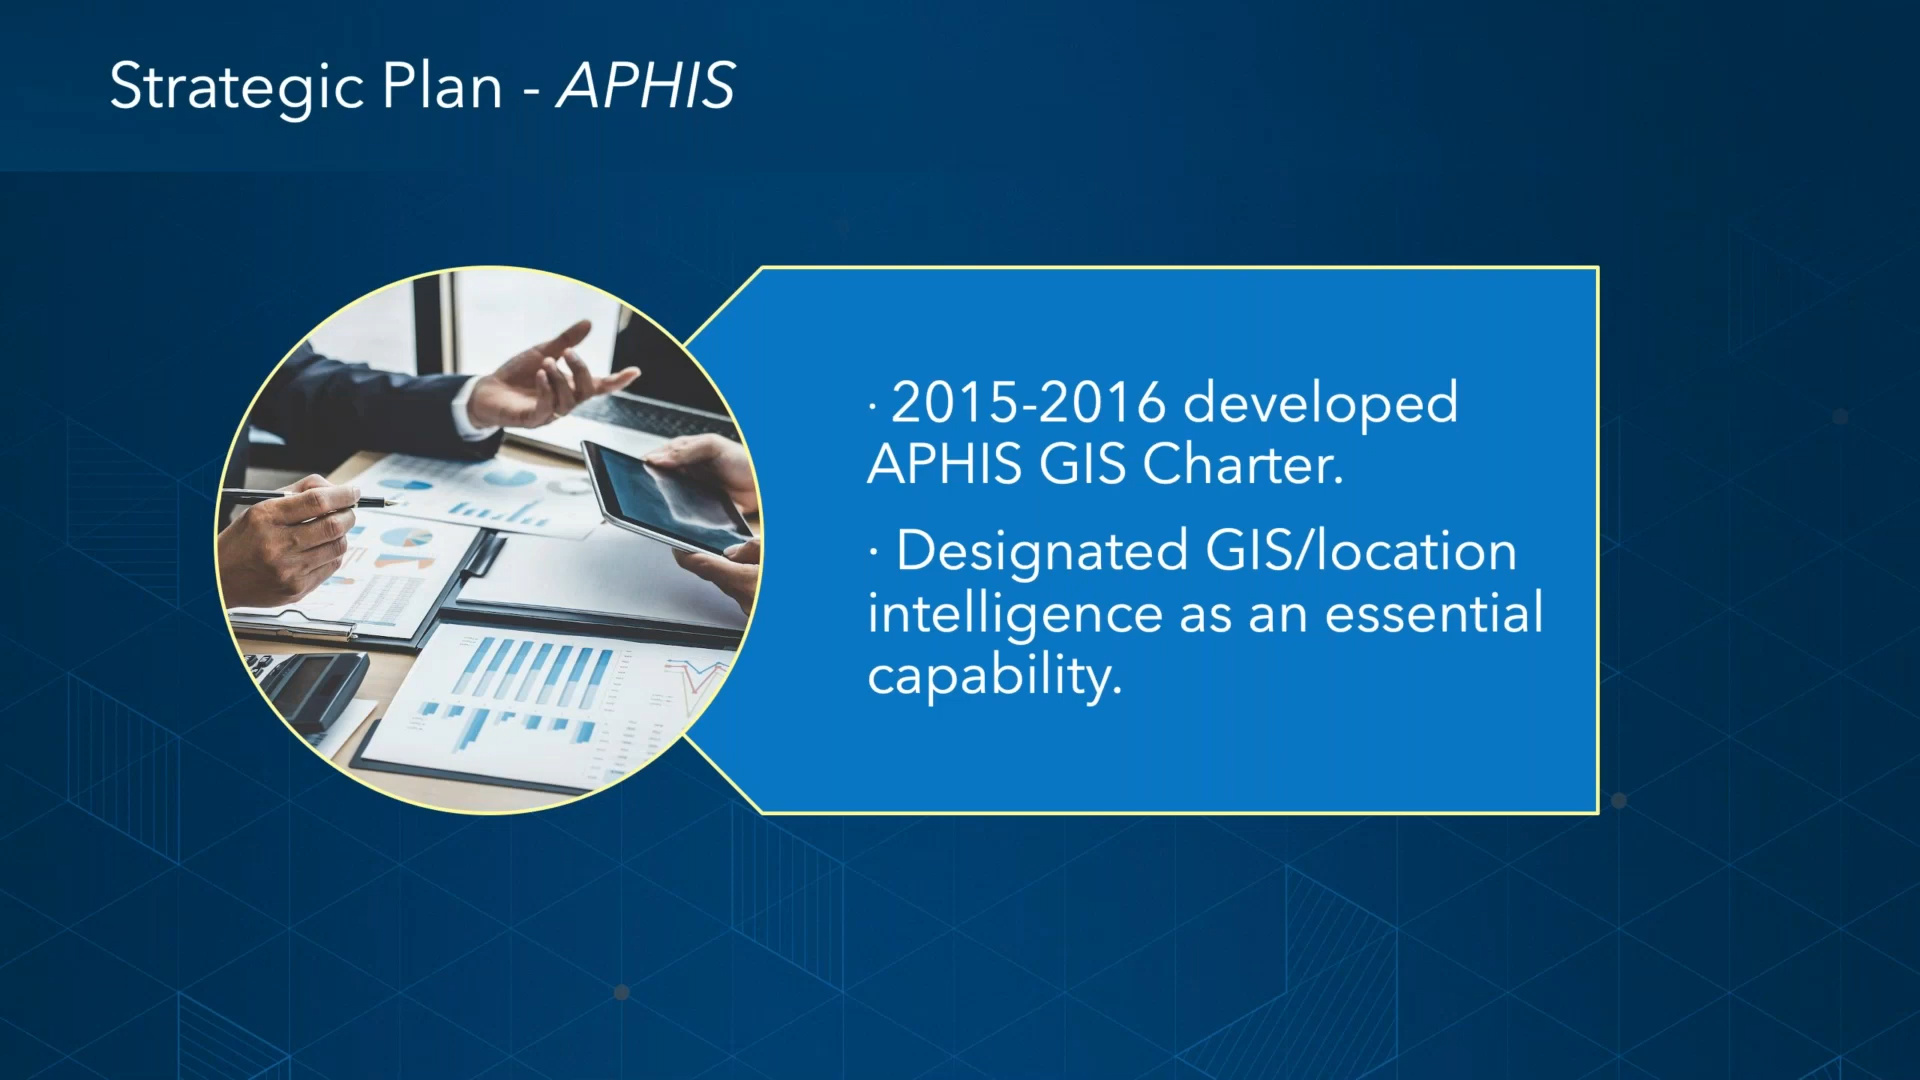 Strategic Plan - APHIS
· 2015-2016 developed
APHIS GIS Charter.
· Designated GIS/location
intelligence as an essential
capability.